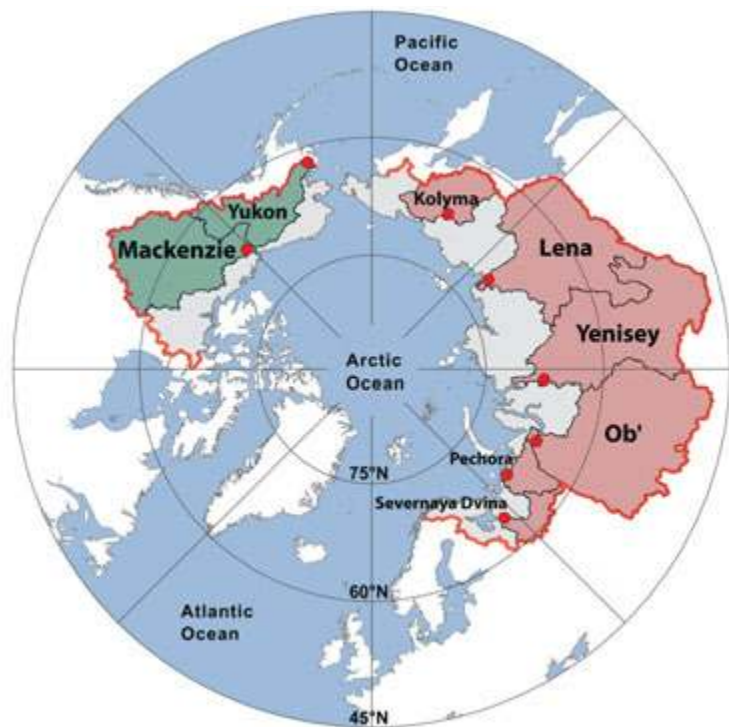 Pacific
Ocean
Kolyma
Yukon
Mackenzie
Lena
Yenisey
Arctic
Ocean
Ob'
Pechora
75°N
Severnaya Dvina
60°N
Atlantic
Ocean
45°N